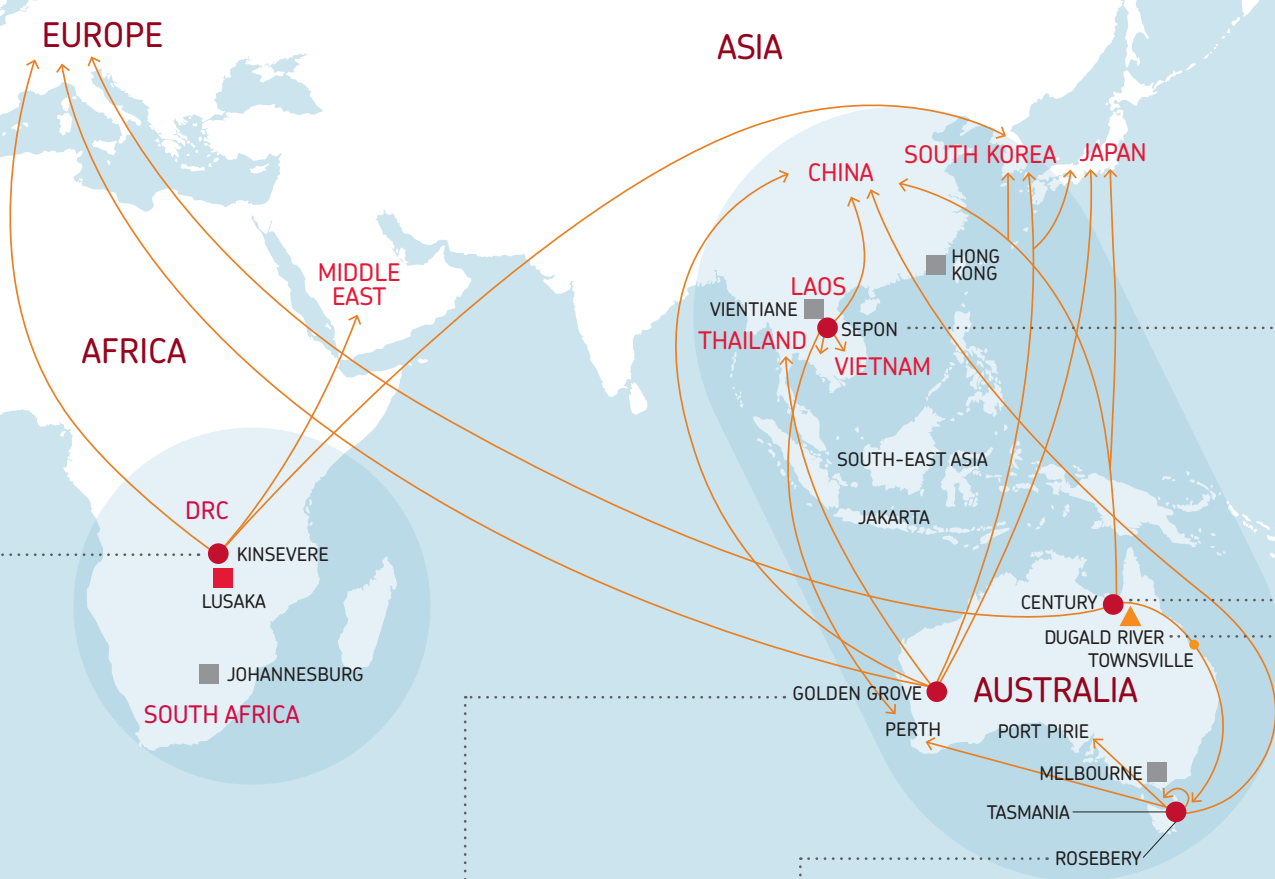 EUROPE
ASIA
SOUTH KOREA
JAPAN
CHINA
HONG
KONG
MIDDLE
EAST
LAOS
VIENTIANE
SEPON
THAILAND
VIETNAM
AFRICA
SOUTH-EAST ASIA
DRC
JAKARTA
KINSEVERE
LUSAKA
CENTURY
DUGALD RIVER
TOWNSVILLE
JOHANNESBURG
GOLDEN GROVE
AUSTRALIA
SOUTH AFRICA
PERTH
PORT PIRIE
MELBOURNE
TASMANIA
ROSEBERY